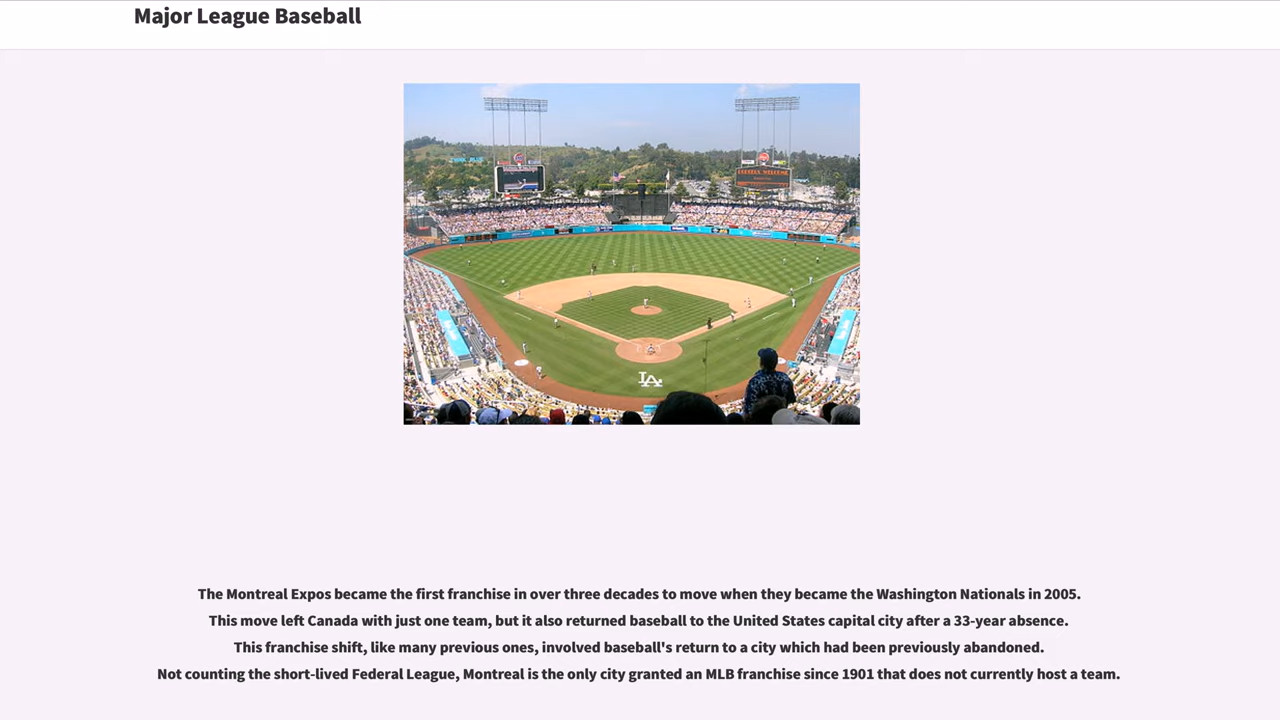 Major League Baseball
LA
The Montreal Expos became the first franchise in over three decades to move when they became the Washington Nationals in 2005.
This move left Canada with just one team, but it also returned baseball to the United States capital city after a 33-year absence.
This franchise shift, like many previous ones, involved baseball's return to a city which had been previously abandoned.
Not counting the short-lived Federal League, Montreal is the only city granted an MLB franchise since 1901 that does not currently host a team.